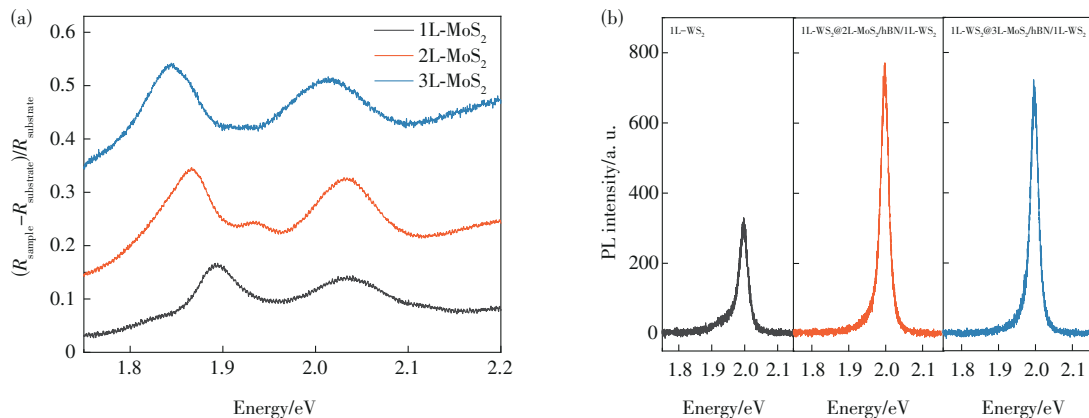 (a)
0.6
0.5
0.4
0.3
0.2
0.1
0
(R_sample−R_substrate)/R_substrate
1L-MoS₂
2L-MoS₂
3L-MoS₂
1.8 1.9 2.0 2.1 2.2
Energy/eV
(b)
800
600
400
200
0
PL intensity/a. u.
1L-WS₂
1L-WS₂@2L-MoS₂/hBN/1L-WS₂
1L-WS₂@3L-MoS₂/hBN/1L-WS₂
1.8 1.9 2.0 2.1 1.8 1.9 2.0 2.1 1.8 1.9 2.0 2.1
Energy/eV Energy/eV Energy/eV